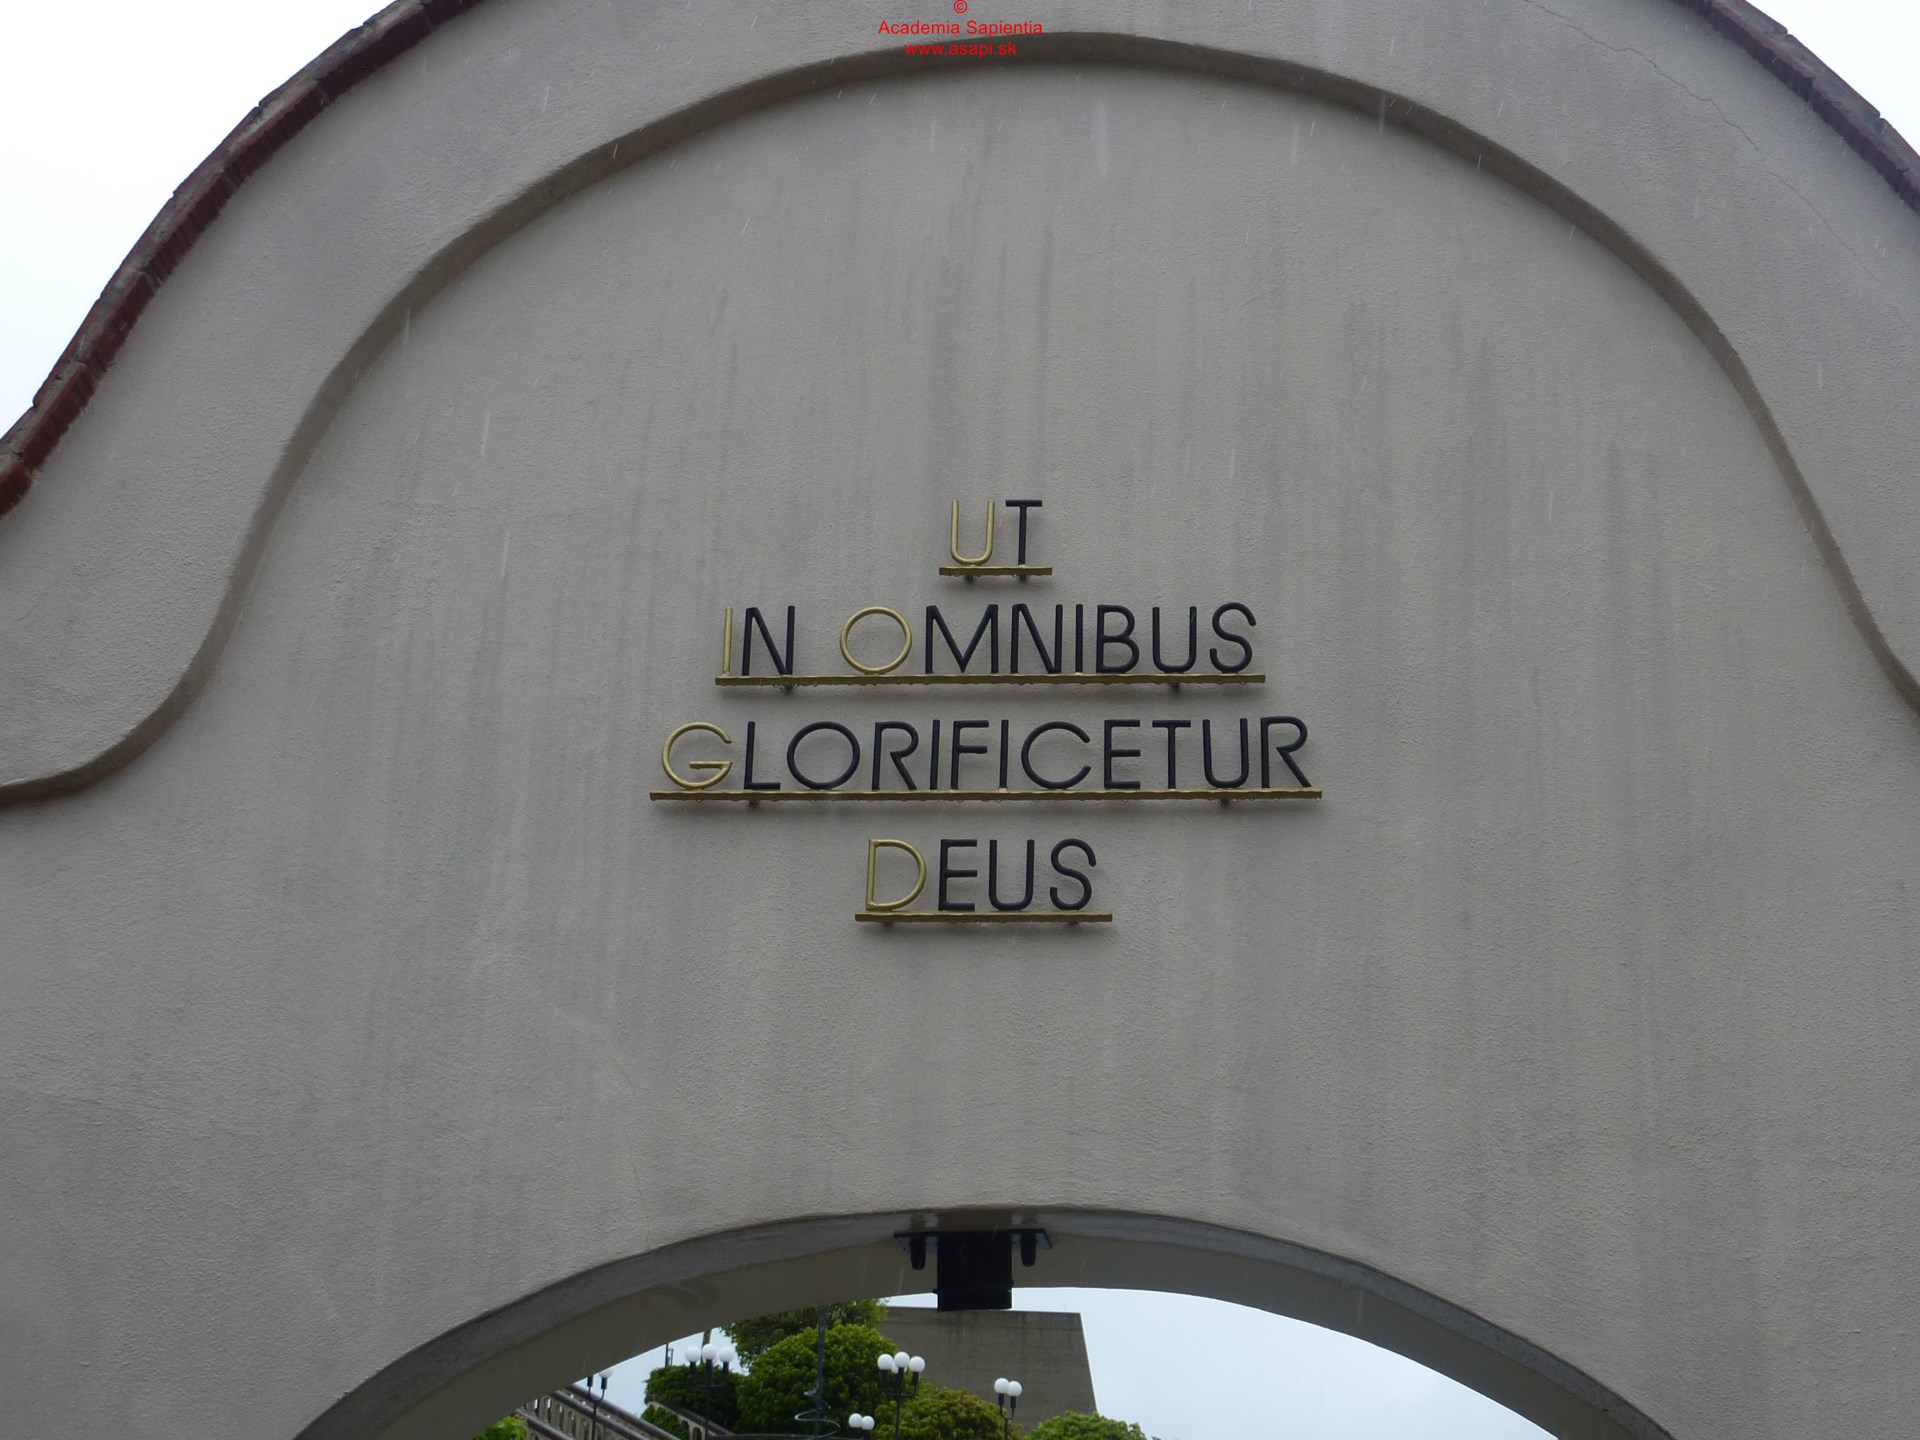 ©
Academia Sapientia
www.asapi.sk
UT
IN OMNIBUS
GLORIFICETUR
DEUS